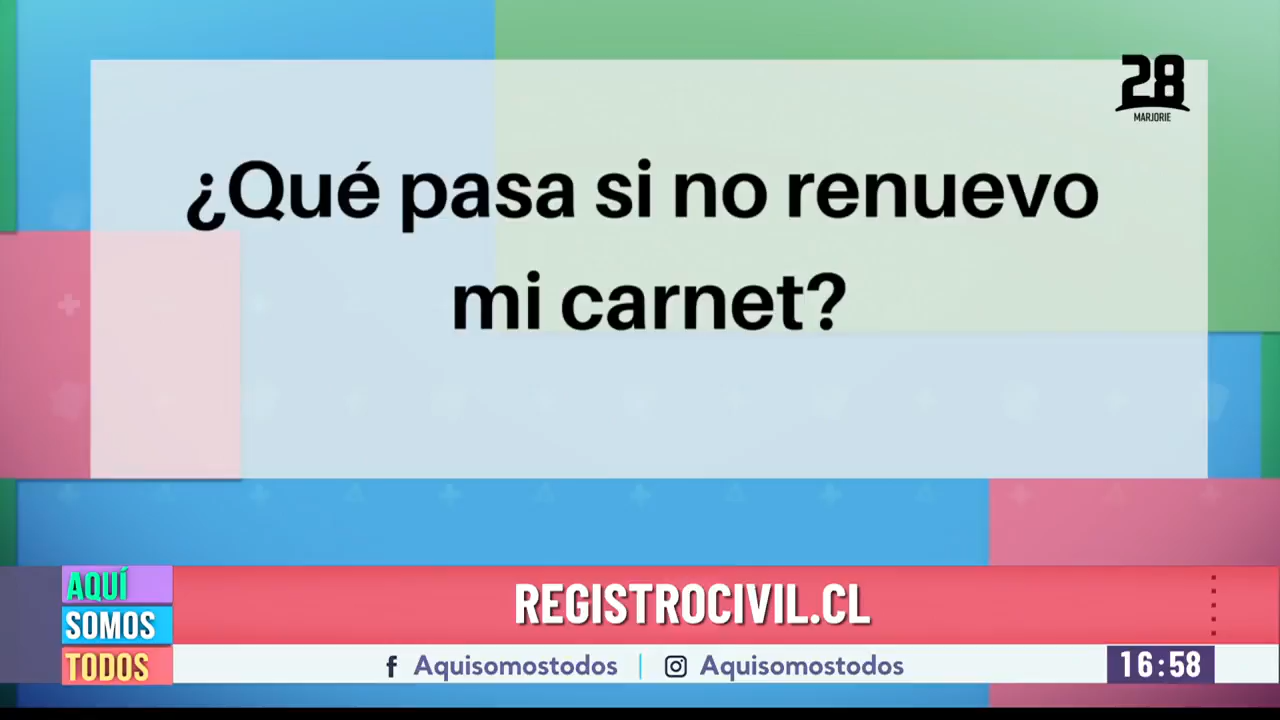 28
MARJORIE
¿Qué pasa si no renuevo
mi carnet?
AQUÍ
SOMOS
TODOS
REGISTROCIVIL.CL
Aquisomostodos
Aquisomostodos
16:58